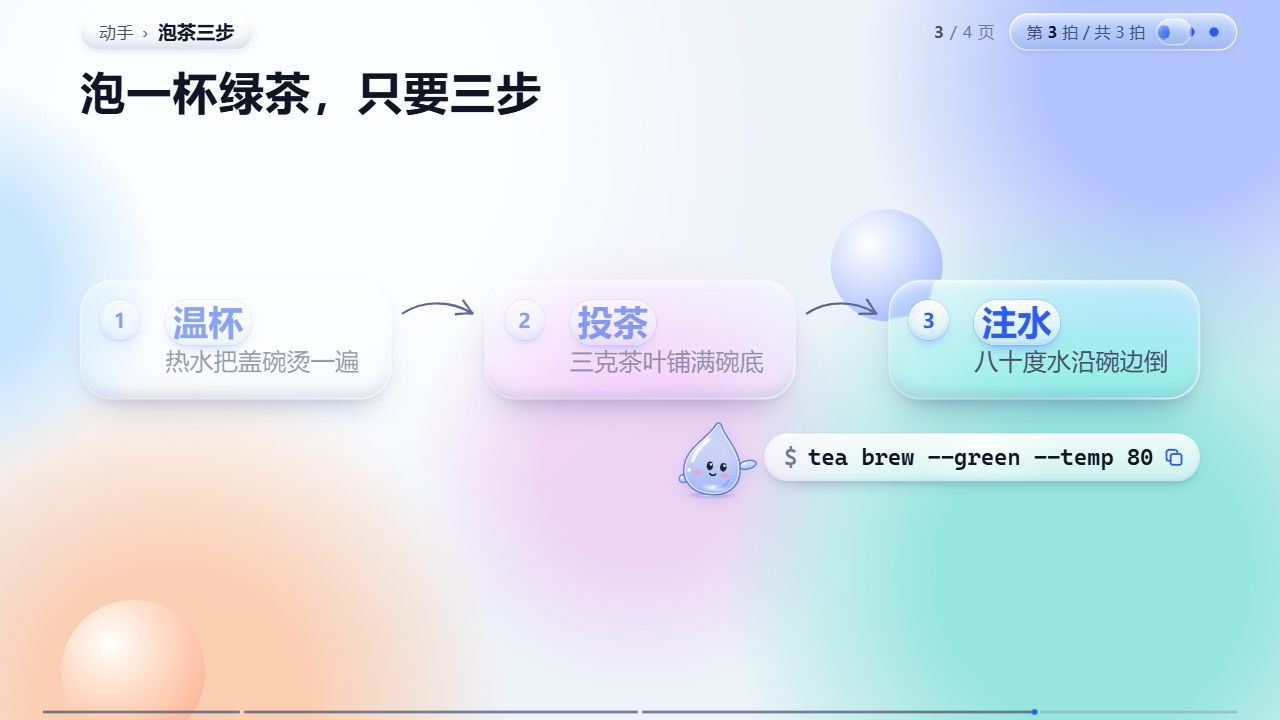 动手 › 泡茶三步
3 / 4 页
第 3 拍 / 共 3 拍
泡一杯绿茶，只要三步
1
温杯
热水把盖碗烫一遍
2
投茶
三克茶叶铺满碗底
3
注水
八十度水沿碗边倒
$ tea brew --green --temp 80